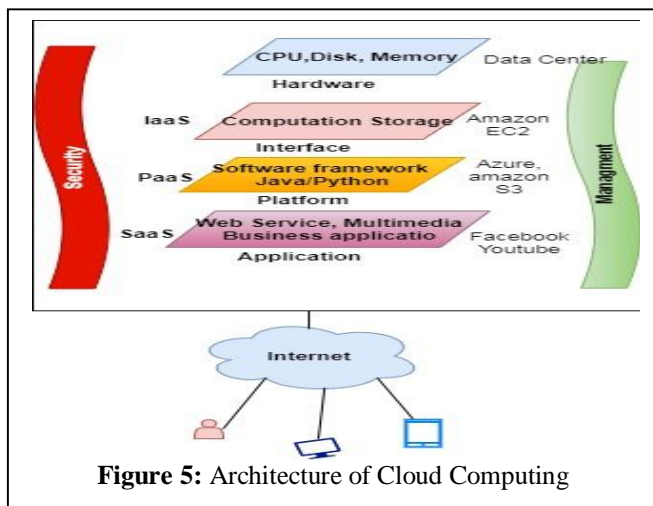 CPU,Disk, Memory
Data Center
Hardware
IaaS
Computation Storage
Amazon
EC2
Interface
PaaS
Software framework
Java/Python
Azure,
amazon
S3
Platform
SaaS
Web Service, Multimedia
Business applicatio
Facebook
Youtube
Application
Security
Managment
Internet
Figure 5: Architecture of Cloud Computing